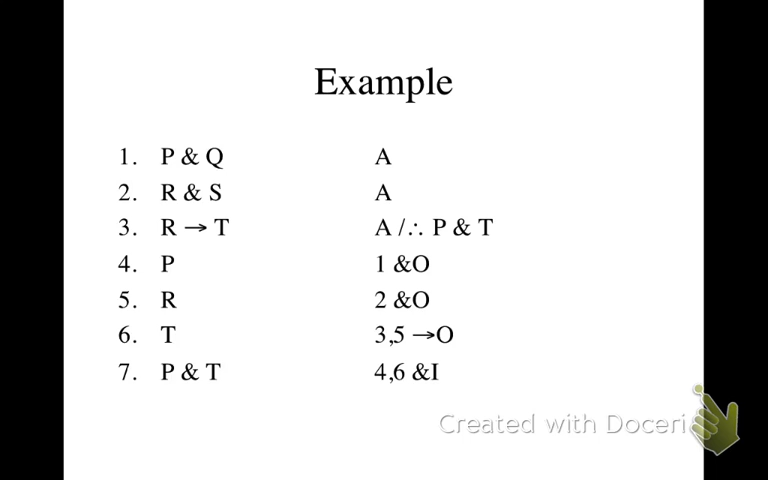 Example
1. P & Q A
2. R & S A
3. R → T A /∴ P & T
4. P 1 &O
5. R 2 &O
6. T 3,5 →O
7. P & T 4,6 &I
Created with Doceri